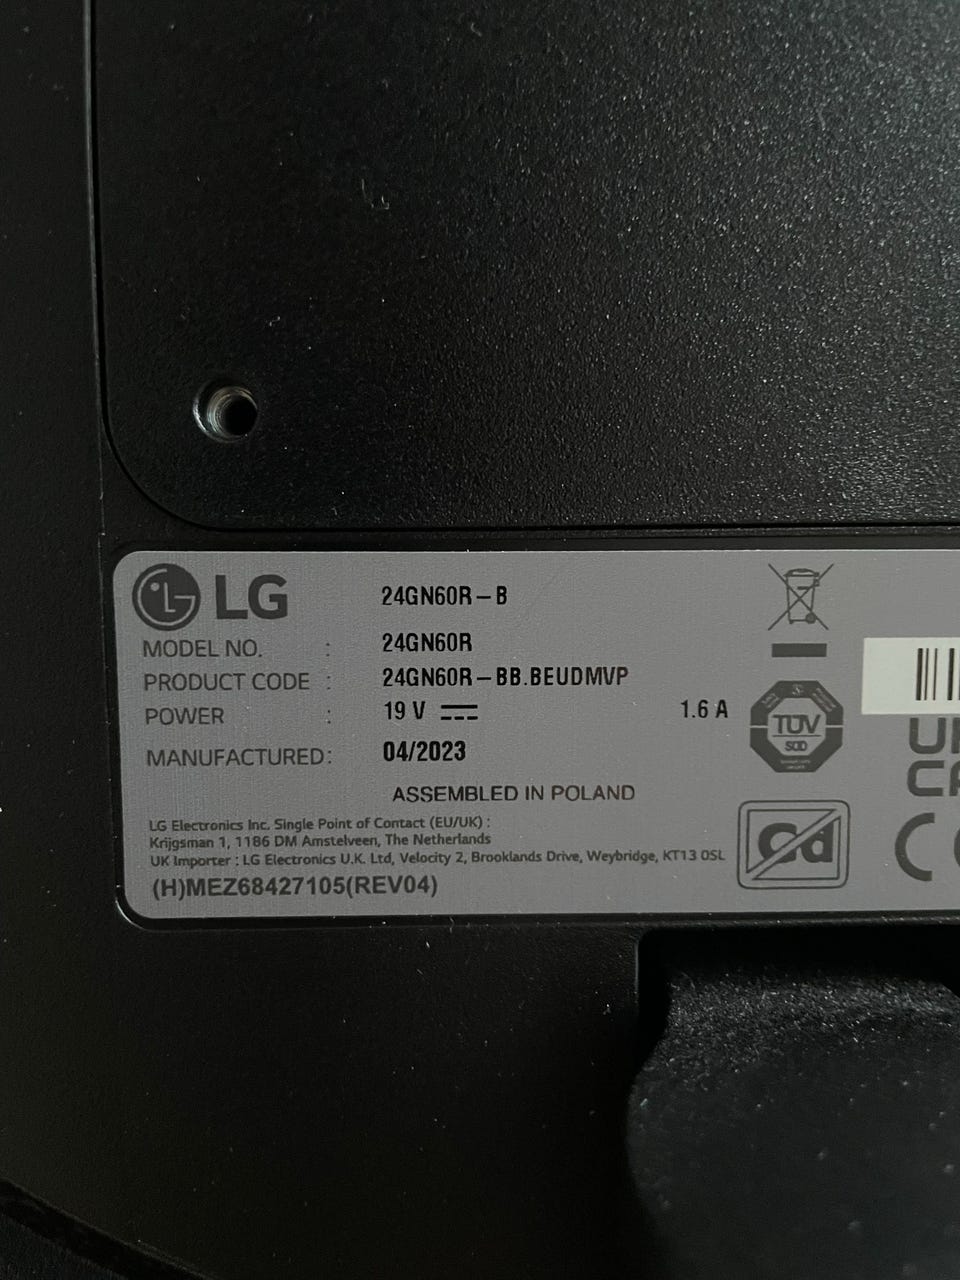 LG 24GN60R-B
MODEL NO. : 24GN60R
PRODUCT CODE : 24GN60R-BB.BEUDMVP
POWER : 19 V 1.6 A
MANUFACTURED: 04/2023
ASSEMBLED IN POLAND
LG Electronics Inc. Single Point of Contact (EU/UK) :
Krijgsman 1, 1186 DM Amstelveen, The Netherlands
UK Importer : LG Electronics U.K. Ltd, Velocity 2, Brooklands Drive, Weybridge, KT13 0SL
(H)MEZ68427105(REV04)
TÜV
SÜD
Cd
UK
CA
CE